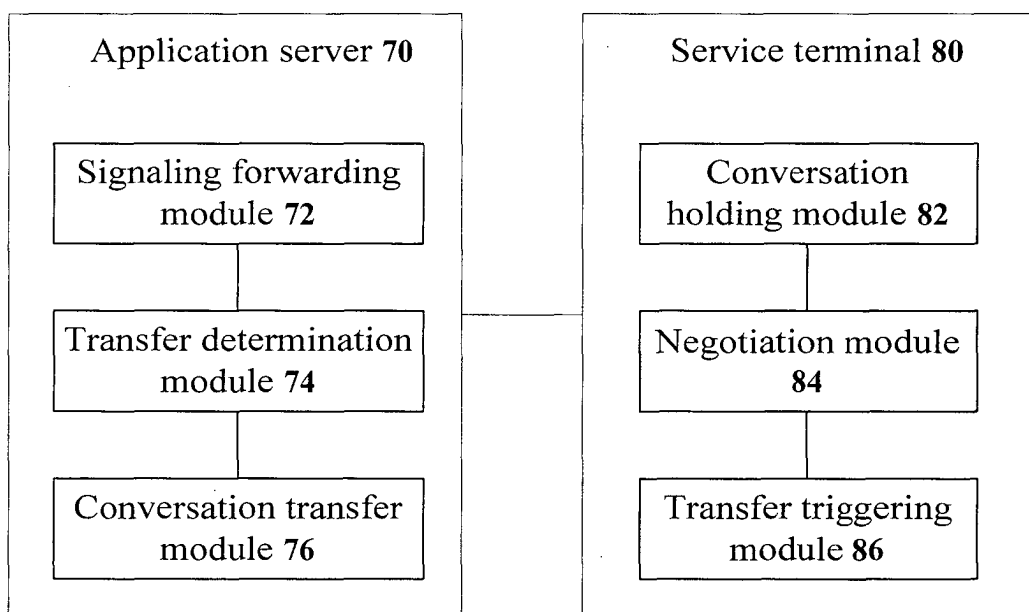 Application server 70
Signaling forwarding
module 72
Transfer determination
module 74
Conversation transfer
module 76
Service terminal 80
Conversation
holding module 82
Negotiation module
84
Transfer triggering
module 86